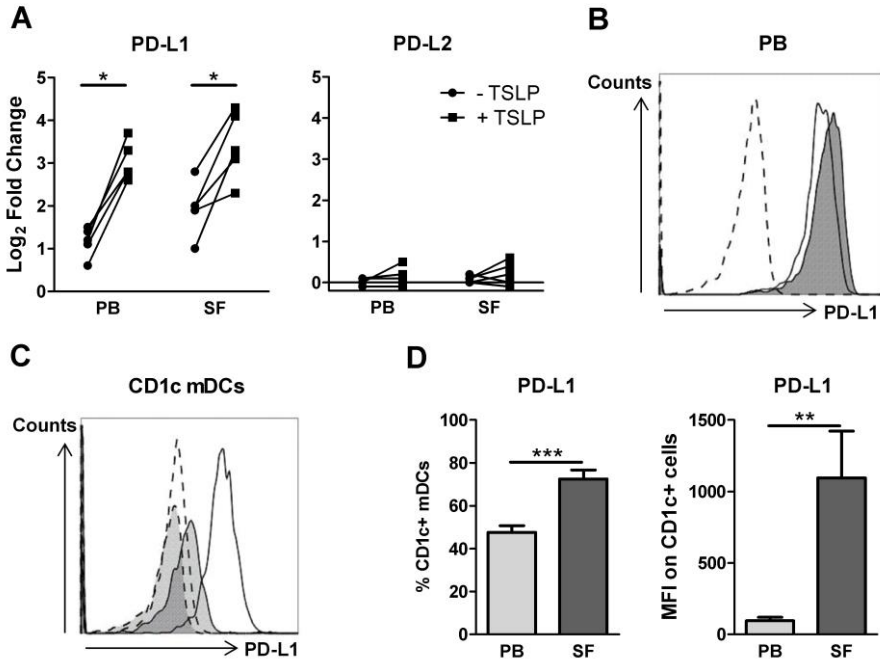 A
PD-L1
PD-L2
Log2 Fold Change
5
4
3
2
1
0
*
*
PB
SF
5
4
3
2
1
0
- TSLP
+ TSLP
PB
SF
B
PB
Counts
PD-L1
C
CD1c mDCs
Counts
PD-L1
D
PD-L1
% CD1c+ mDCs
100
80
60
40
20
0
***
PB
SF
PD-L1
MFI on CD1c+ cells
1500
1000
500
0
**
PB
SF